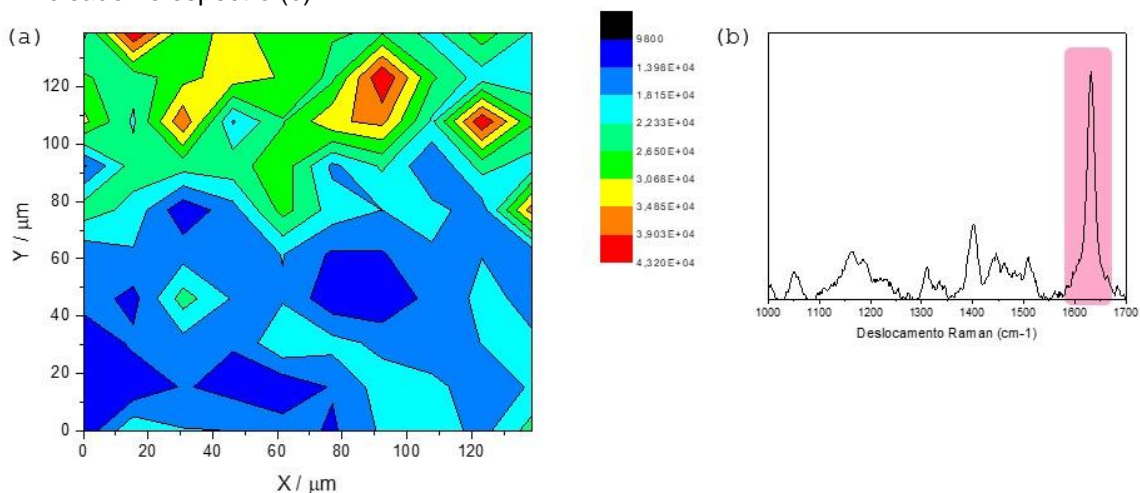 (a)
120
100
80
60
40
20
0
Y / μm
0 20 40 60 80 100 120
X / μm
9800
1,398E+04
1,815E+04
2,233E+04
2,650E+04
3,068E+04
3,485E+04
3,903E+04
4,320E+04
(b)
1000 1100 1200 1300 1400 1500 1600 1700
Deslocamento Raman (cm-1)